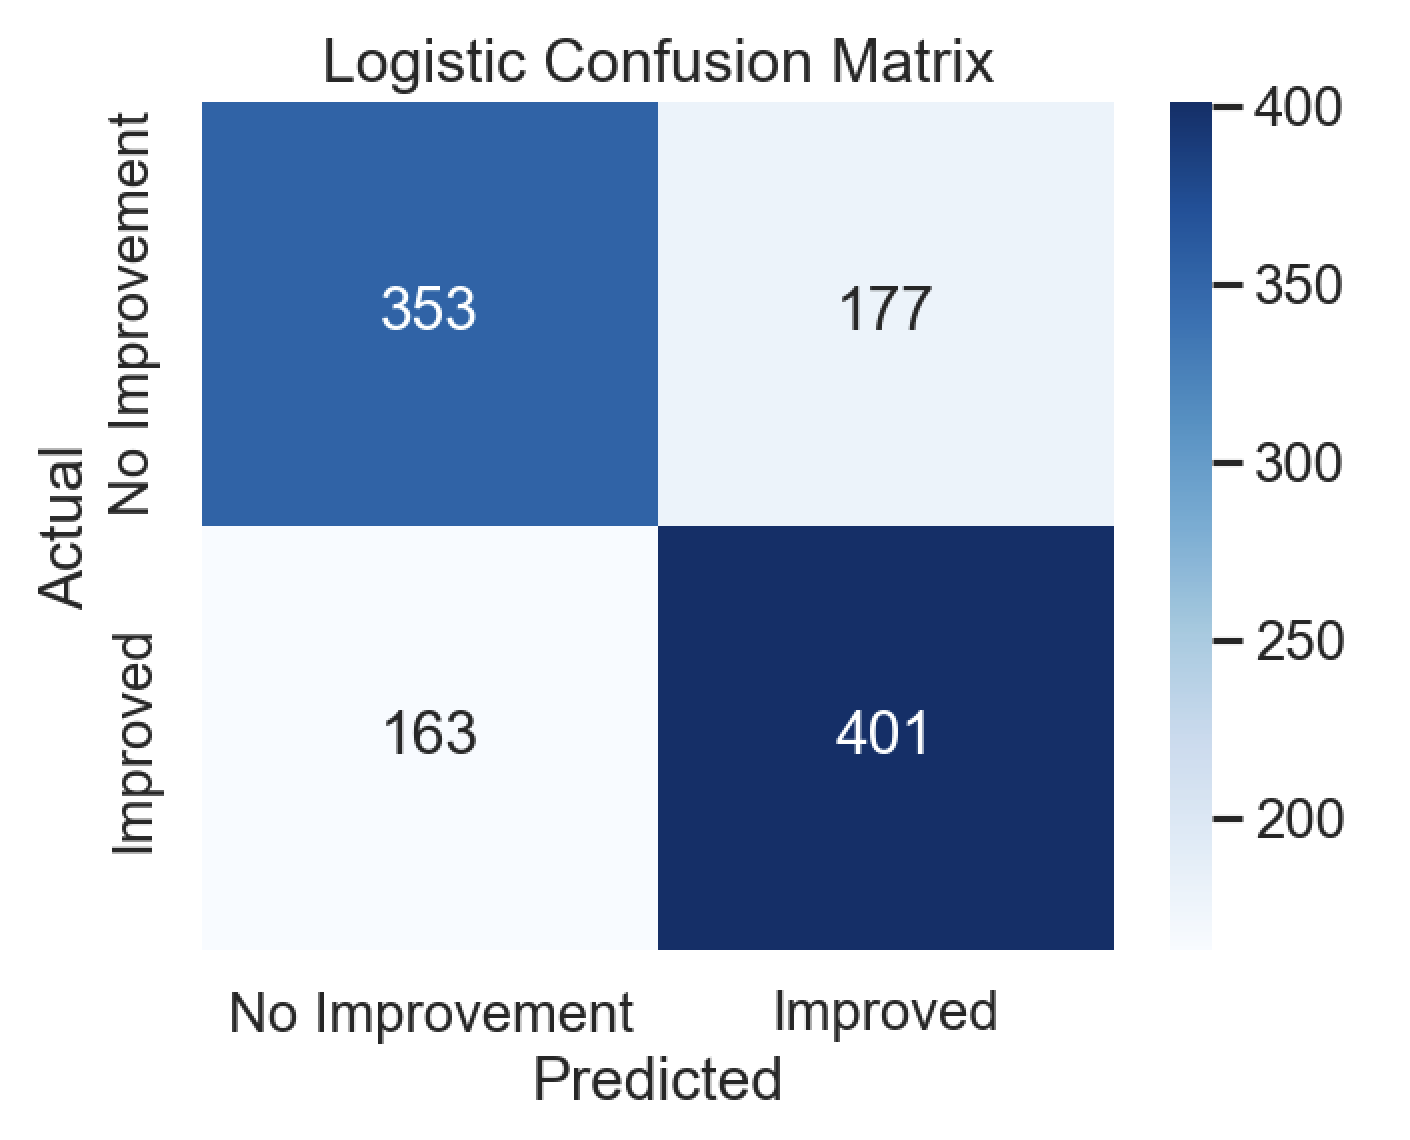 Logistic Confusion Matrix
Actual
No Improvement
Improved
353
177
163
401
No Improvement
Improved
Predicted
400
350
300
250
200